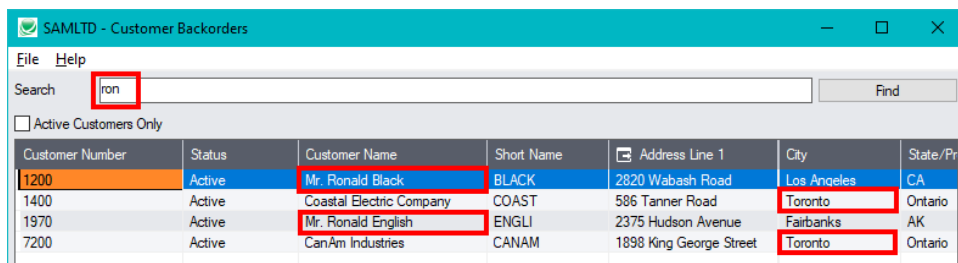 SAMLTD - Customer Backorders
File Help
Search ron Find
Active Customers Only
Customer Number Status Customer Name Short Name Address Line 1 City State/Pr
1200 Active Mr. Ronald Black BLACK 2820 Wabash Road Los Angeles CA
1400 Active Coastal Electric Company COAST 586 Tanner Road Toronto Ontario
1970 Active Mr. Ronald English ENGLI 2375 Hudson Avenue Fairbanks AK
7200 Active CanAm Industries CANAM 1898 King George Street Toronto Ontario